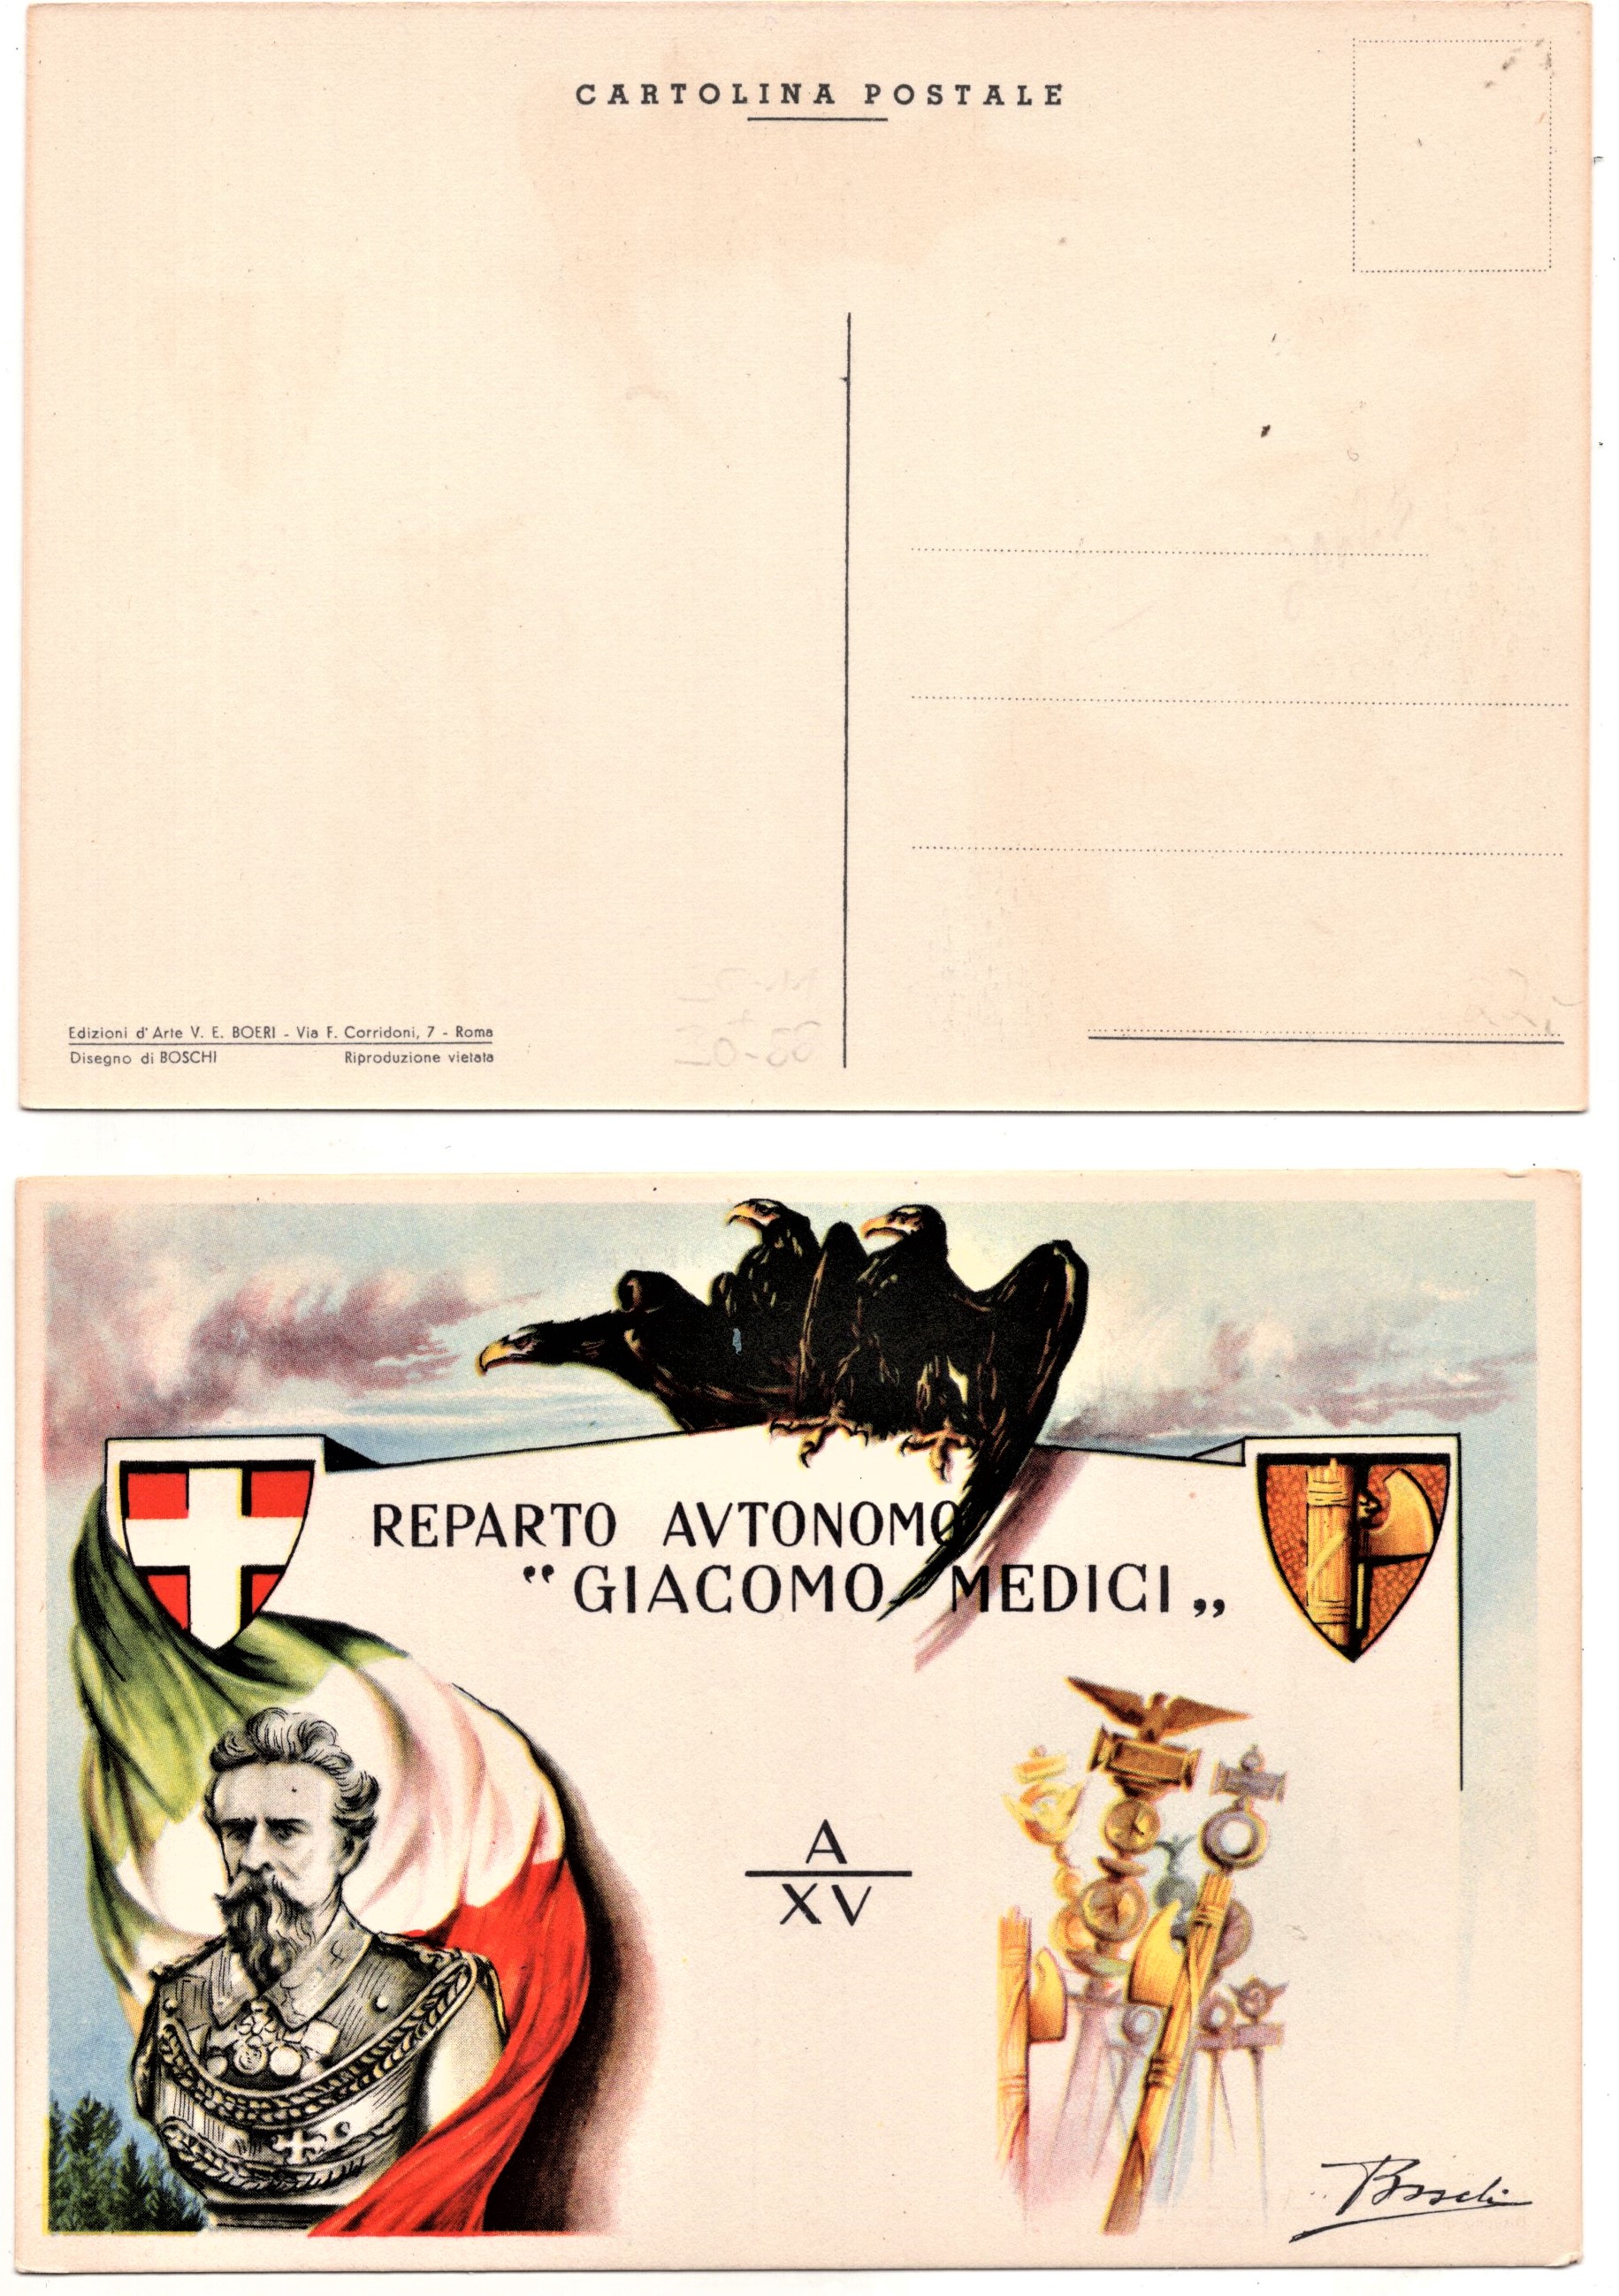 CARTOLINA POSTALE
Edizioni d'Arte V. E. BOERI - Via F. Corridoni, 7 - Roma
Disegno di BOSCHI Riproduzione vietata
REPARTO AVTONOMO
“GIACOMO MEDICI„
A
XV
Boschi